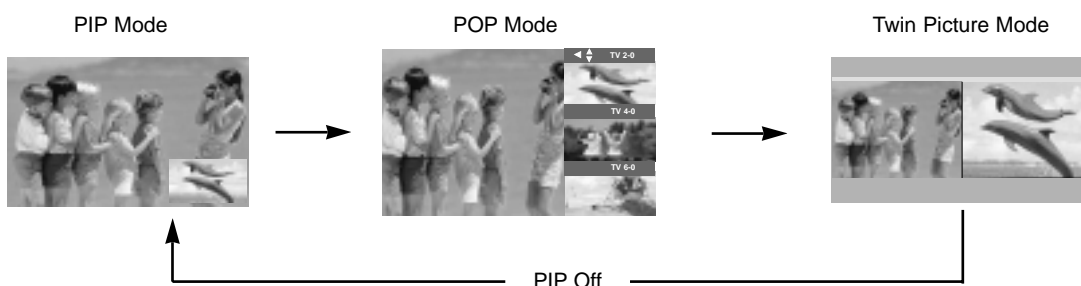 PIP Mode
POP Mode
Twin Picture Mode
TV 2-0
TV 4-0
TV 6-0
PIP Off